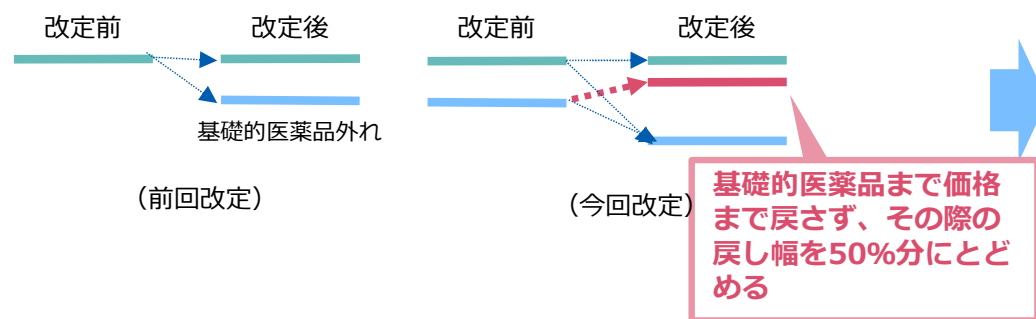 改定前
改定後
基礎的医薬品外れ
（前回改定）
改定前
改定後
（今回改定）
基礎的医薬品まで価格
まで戻さず、その際の
戻し幅を50%分にとど
める